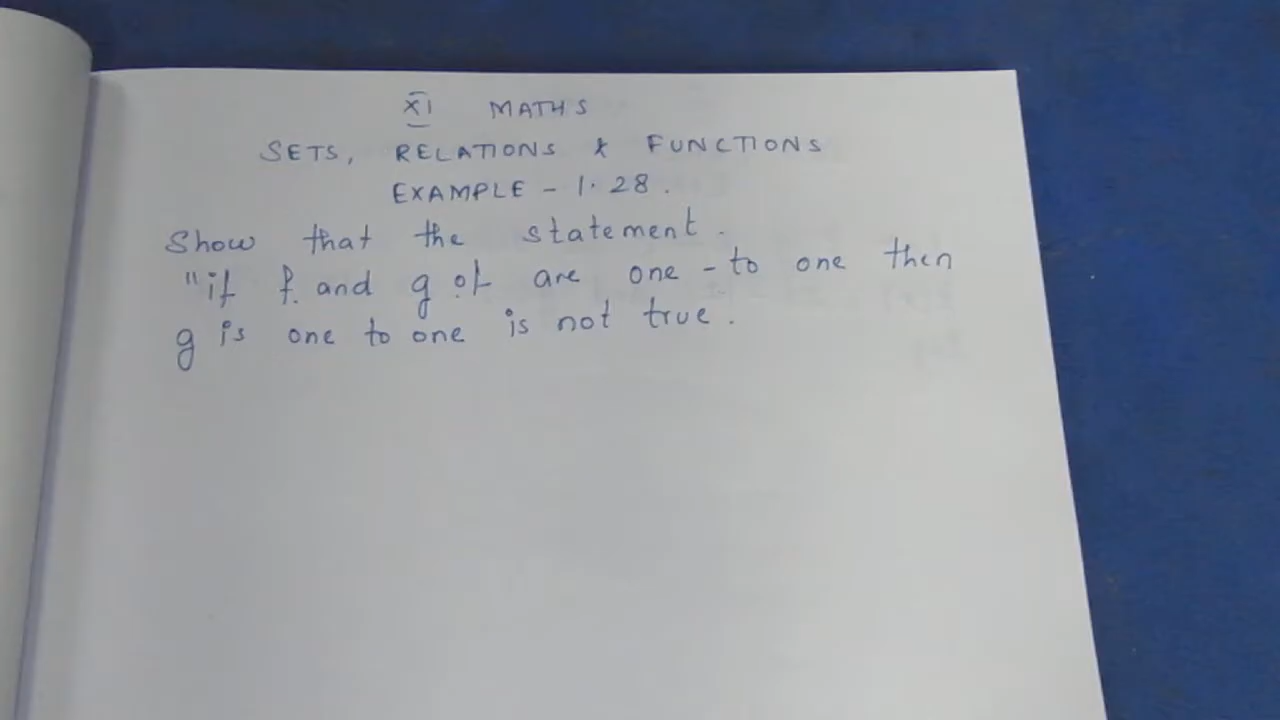 XI MATHS
SETS, RELATIONS & FUNCTIONS
EXAMPLE - 1.28.
Show that the statement.
"if f. and g of are one - to one then
g is one to one is not true.